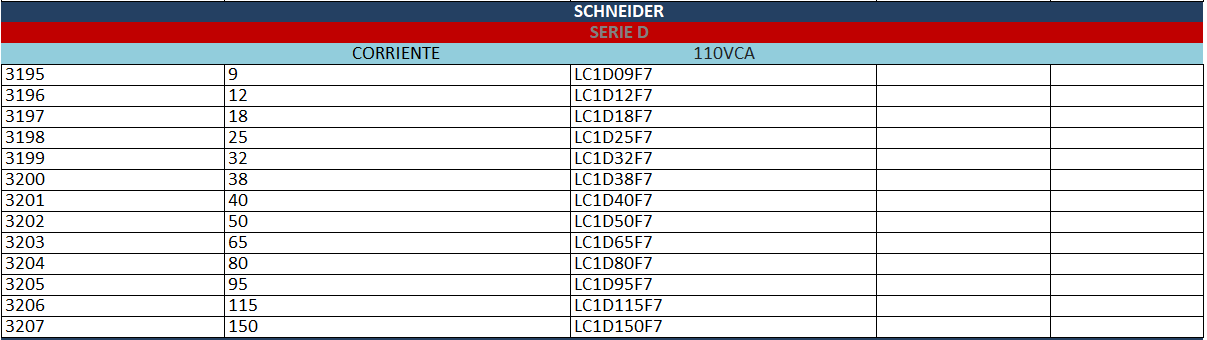 SCHNEIDER
SERIE D
CORRIENTE 110VCA
3195 9 LC1D09F7
3196 12 LC1D12F7
3197 18 LC1D18F7
3198 25 LC1D25F7
3199 32 LC1D32F7
3200 38 LC1D38F7
3201 40 LC1D40F7
3202 50 LC1D50F7
3203 65 LC1D65F7
3204 80 LC1D80F7
3205 95 LC1D95F7
3206 115 LC1D115F7
3207 150 LC1D150F7